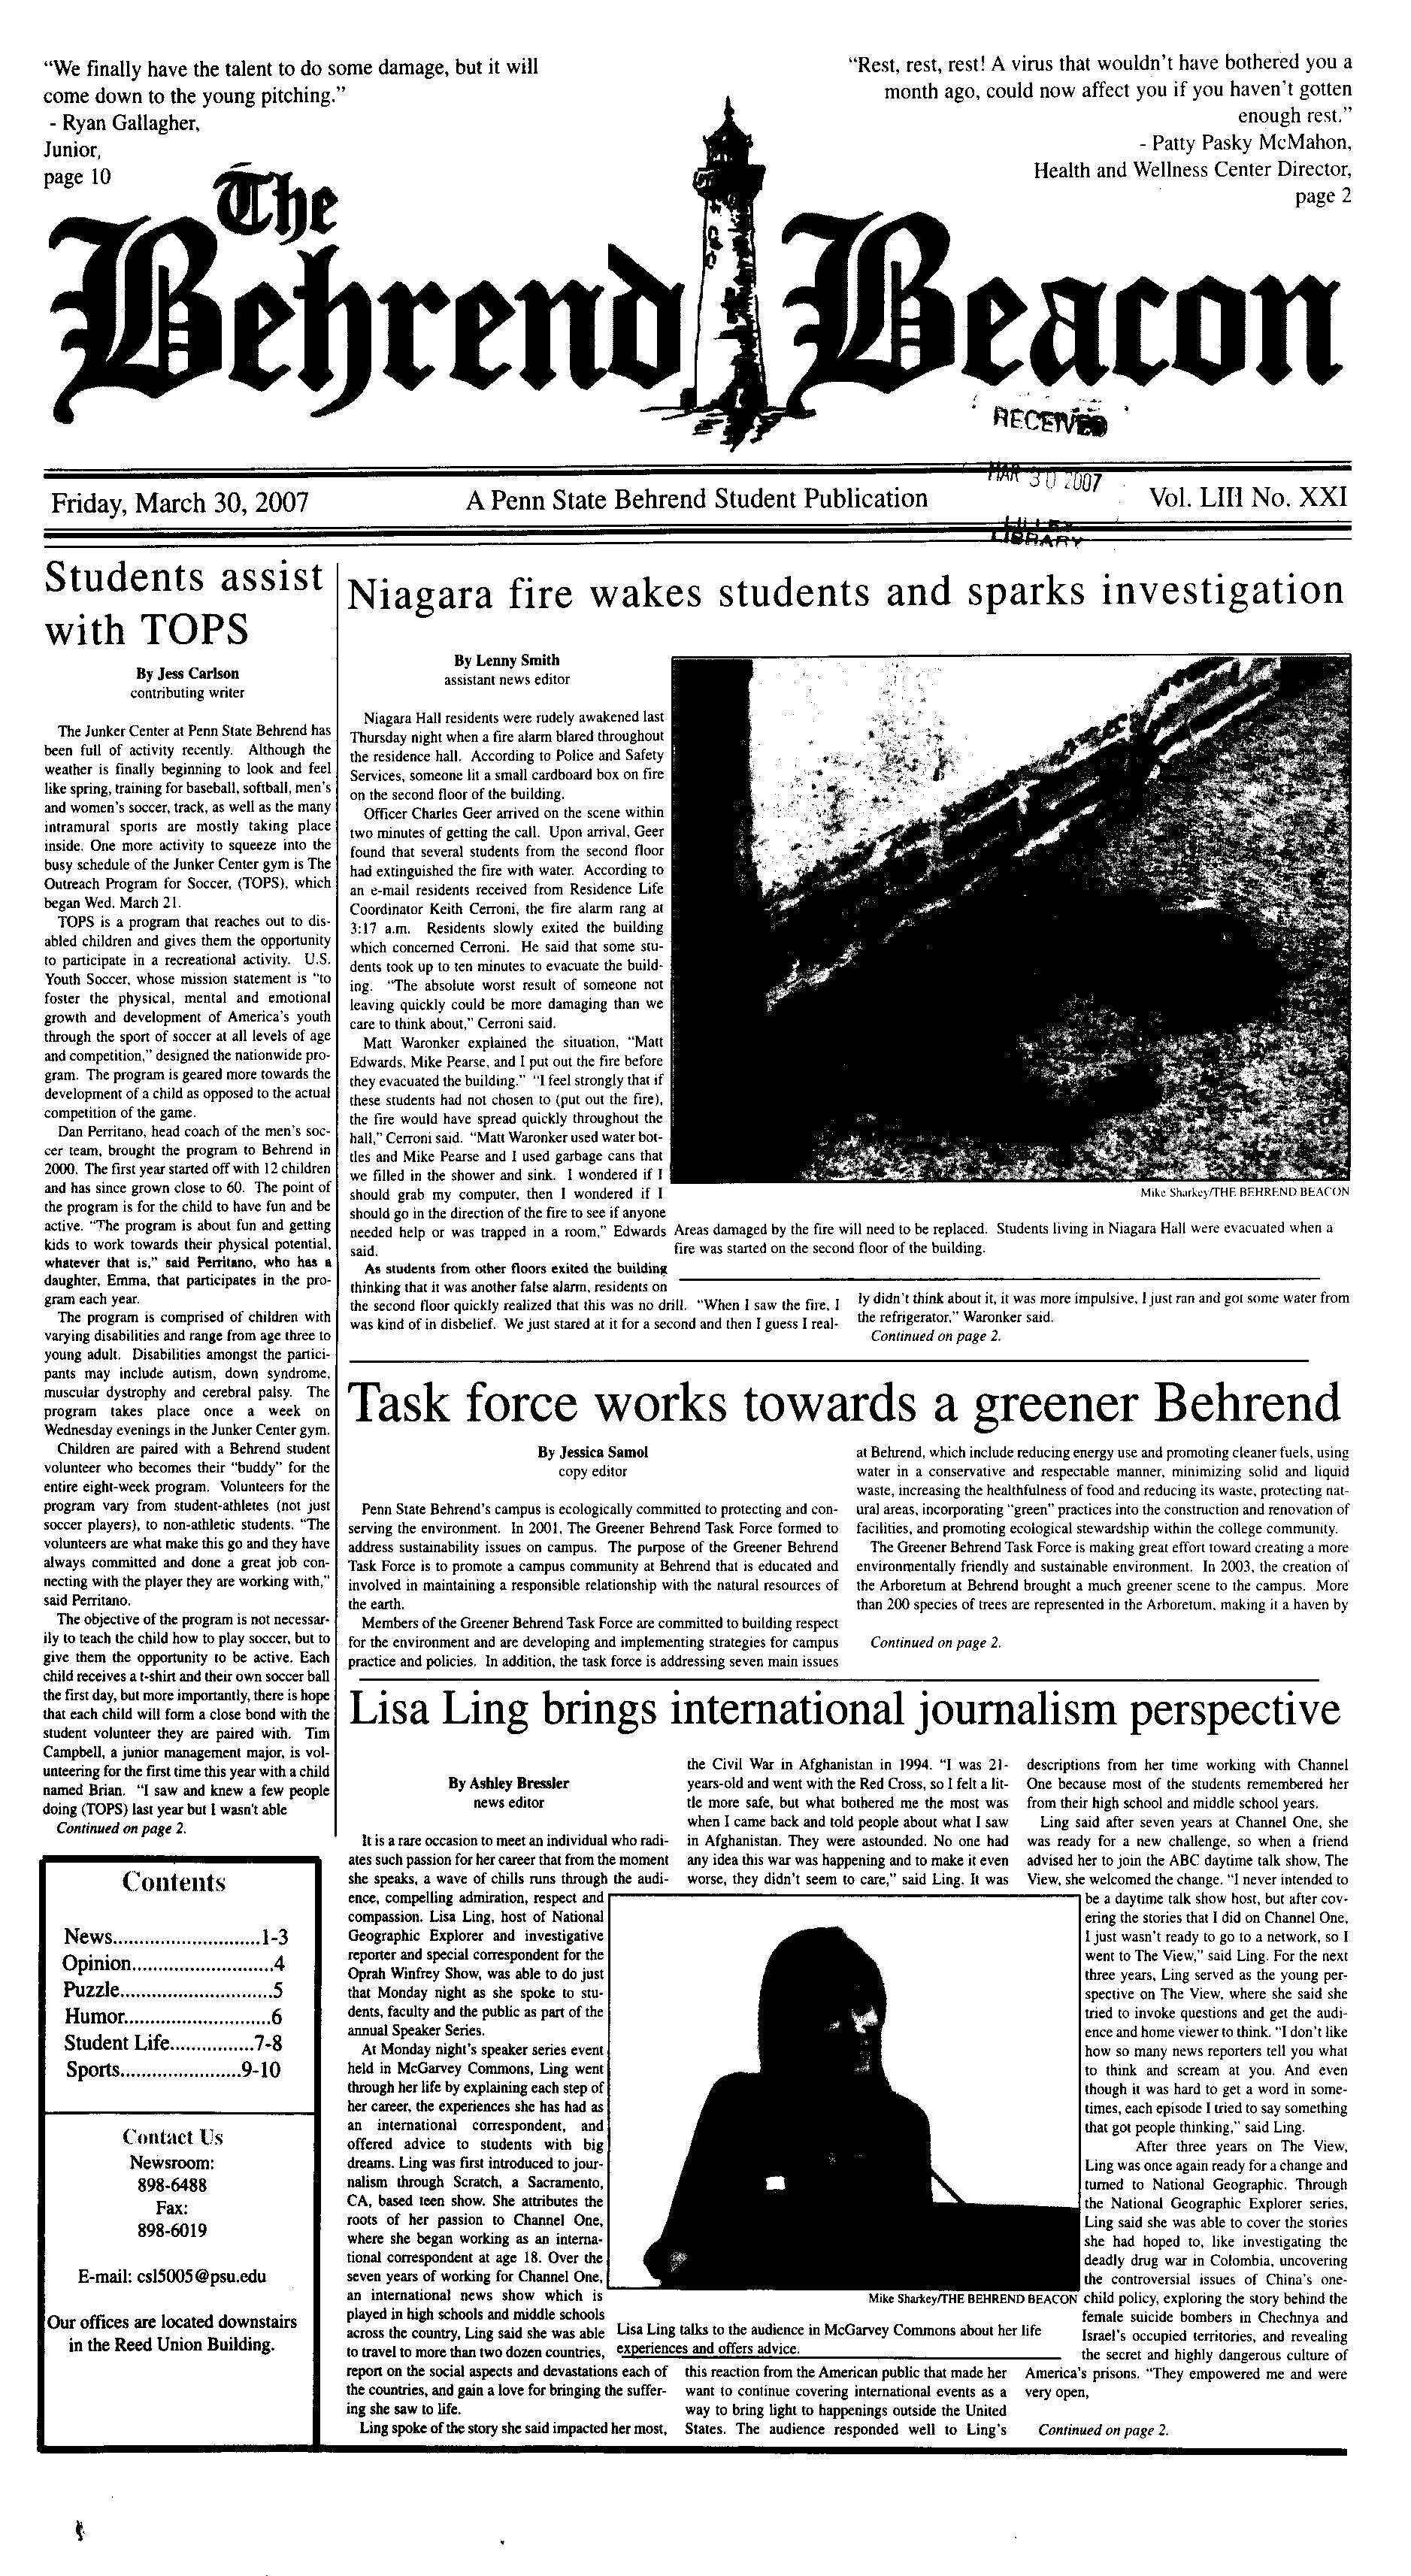 “We finally have the talent to do some damage, but it will
come down to the young pitching.”
- Ryan Gallagher,
Junior,
page 10
“Rest, rest, rest! A virus that wouldn’t have bothered you a
month ago, could now affect you if you haven’t gotten
enough rest.”
- Patty Pasky McMahon,
Health and Wellness Center Director,
page 2
The
Behrend Beacon
RECEIVED
MAR 30 2007
LILLEY
LIBRARY
Friday, March 30, 2007
A Penn State Behrend Student Publication
Vol. LIII No. XXI
Students assist
with TOPS
By Jess Carlson
contributing writer
The Junker Center at Penn State Behrend has
been full of activity recently. Although the
weather is finally beginning to look and feel
like spring, training for baseball, softball, men’s
and women’s soccer, track, as well as the many
intramural sports are mostly taking place
inside. One more activity to squeeze into the
busy schedule of the Junker Center gym is The
Outreach Program for Soccer, (TOPS), which
began Wed. March 21.
TOPS is a program that reaches out to dis-
abled children and gives them the opportunity
to participate in a recreational activity. U.S.
Youth Soccer, whose mission statement is “to
foster the physical, mental and emotional
growth and development of America’s youth
through the sport of soccer at all levels of age
and competition,” designed the nationwide pro-
gram. The program is geared more towards the
development of a child as opposed to the actual
competition of the game.
Dan Perritano, head coach of the men’s soc-
cer team, brought the program to Behrend in
2000. The first year started off with 12 children
and has since grown close to 60. The point of
the program is for the child to have fun and be
active. “The program is about fun and getting
kids to work towards their physical potential,
whatever that is,” said Perritano, who has a
daughter, Emma, that participates in the pro-
gram each year.
The program is comprised of children with
varying disabilities and range from age three to
young adult. Disabilities amongst the partici-
pants may include autism, down syndrome,
muscular dystrophy and cerebral palsy. The
program takes place once a week on
Wednesday evenings in the Junker Center gym.
Children are paired with a Behrend student
volunteer who becomes their “buddy” for the
entire eight-week program. Volunteers for the
program vary from student-athletes (not just
soccer players), to non-athletic students. “The
volunteers are what make this go and they have
always committed and done a great job con-
necting with the player they are working with,”
said Perritano.
The objective of the program is not necessar-
ily to teach the child how to play soccer, but to
give them the opportunity to be active. Each
child receives a t-shirt and their own soccer ball
the first day, but more importantly, there is hope
that each child will form a close bond with the
student volunteer they are paired with. Tim
Campbell, a junior management major, is vol-
unteering for the first time this year with a child
named Brian. “I saw and knew a few people
doing (TOPS) last year but I wasn’t able
Continued on page 2.
Contents
News............................1-3
Opinion...........................4
Puzzle.............................5
Humor............................6
Student Life................7-8
Sports.......................9-10
Contact Us
Newsroom:
898-6488
Fax:
898-6019
E-mail: csl5005@psu.edu
Our offices are located downstairs
in the Reed Union Building.
Niagara fire wakes students and sparks investigation
By Lenny Smith
assistant news editor
Niagara Hall residents were rudely awakened last
Thursday night when a fire alarm blared throughout
the residence hall. According to Police and Safety
Services, someone lit a small cardboard box on fire
on the second floor of the building.
Officer Charles Geer arrived on the scene within
two minutes of getting the call. Upon arrival, Geer
found that several students from the second floor
had extinguished the fire with water. According to
an e-mail residents received from Residence Life
Coordinator Keith Cerroni, the fire alarm rang at
3:17 a.m. Residents slowly exited the building
which concerned Cerroni. He said that some stu-
dents took up to ten minutes to evacuate the build-
ing. “The absolute worst result of someone not
leaving quickly could be more damaging than we
care to think about,” Cerroni said.
Matt Waronker explained the situation, “Matt
Edwards, Mike Pearse, and I put out the fire before
they evacuated the building.” “I feel strongly that if
these students had not chosen to (put out the fire),
the fire would have spread quickly throughout the
hall,” Cerroni said. “Matt Waronker used water bot-
tles and Mike Pearse and I used garbage cans that
we filled in the shower and sink. I wondered if I
should grab my computer, then I wondered if I
should go in the direction of the fire to see if anyone
needed help or was trapped in a room,” Edwards
said.
As students from other floors exited the building
thinking that it was another false alarm, residents on
the second floor quickly realized that this was no drill. “When I saw the fire, I
was kind of in disbelief. We just stared at it for a second and then I guess I real-
Mike Sharkey/THE BEHREND BEACON
Areas damaged by the fire will need to be replaced. Students living in Niagara Hall were evacuated when a
fire was started on the second floor of the building.
ly didn’t think about it, it was more impulsive, I just ran and got some water from
the refrigerator,” Waronker said.
Continued on page 2.
Task force works towards a greener Behrend
By Jessica Samol
copy editor
Penn State Behrend’s campus is ecologically committed to protecting and con-
serving the environment. In 2001, The Greener Behrend Task Force formed to
address sustainability issues on campus. The purpose of the Greener Behrend
Task Force is to promote a campus community at Behrend that is educated and
involved in maintaining a responsible relationship with the natural resources of
the earth.
Members of the Greener Behrend Task Force are committed to building respect
for the environment and are developing and implementing strategies for campus
practice and policies. In addition, the task force is addressing seven main issues
at Behrend, which include reducing energy use and promoting cleaner fuels, using
water in a conservative and respectable manner, minimizing solid and liquid
waste, increasing the healthfulness of food and reducing its waste, protecting nat-
ural areas, incorporating “green” practices into the construction and renovation of
facilities, and promoting ecological stewardship within the college community.
The Greener Behrend Task Force is making great effort toward creating a more
environmentally friendly and sustainable environment. In 2003, the creation of
the Arboretum at Behrend brought a much greener scene to the campus. More
than 200 species of trees are represented in the Arboretum, making it a haven by
Continued on page 2.
Lisa Ling brings international journalism perspective
By Ashley Bressler
news editor
It is a rare occasion to meet an individual who radi-
ates such passion for her career that from the moment
she speaks, a wave of chills runs through the audi-
ence, compelling admiration, respect and
compassion. Lisa Ling, host of National
Geographic Explorer and investigative
reporter and special correspondent for the
Oprah Winfrey Show, was able to do just
that Monday night as she spoke to stu-
dents, faculty and the public as part of the
annual Speaker Series.
At Monday night’s speaker series event
held in McGarvey Commons, Ling went
through her life by explaining each step of
her career, the experiences she has had as
an international correspondent, and
offered advice to students with big
dreams. Ling was first introduced to jour-
nalism through Scratch, a Sacramento,
CA, based teen show. She attributes the
roots of her passion to Channel One,
where she began working as an interna-
tional correspondent at age 18. Over the
seven years of working for Channel One,
an international news show which is
played in high schools and middle schools
across the country, Ling said she was able
to travel to more than two dozen countries,
report on the social aspects and devastations each of
the countries, and gain a love for bringing the suffer-
ing she saw to life.
Ling spoke of the story she said impacted her most,
the Civil War in Afghanistan in 1994. “I was 21-
years-old and went with the Red Cross, so I felt a lit-
tle more safe, but what bothered me the most was
when I came back and told people about what I saw
in Afghanistan. They were astounded. No one had
any idea this war was happening and to make it even
worse, they didn’t seem to care,” said Ling. It was
Mike Sharkey/THE BEHREND BEACON
Lisa Ling talks to the audience in McGarvey Commons about her life
experiences and offers advice.
this reaction from the American public that made her
want to continue covering international events as a
way to bring light to happenings outside the United
States. The audience responded well to Ling’s
descriptions from her time working with Channel
One because most of the students remembered her
from their high school and middle school years.
Ling said after seven years at Channel One, she
was ready for a new challenge, so when a friend
advised her to join the ABC daytime talk show, The
View, she welcomed the change. “I never intended to
be a daytime talk show host, but after cov-
ering the stories that I did on Channel One,
I just wasn’t ready to go to a network, so I
went to The View,” said Ling. For the next
three years, Ling served as the young per-
spective on The View, where she said she
tried to invoke questions and get the audi-
ence and home viewer to think. “I don’t like
how so many news reporters tell you what
to think and scream at you. And even
though it was hard to get a word in some-
times, each episode I tried to say something
that got people thinking,” said Ling.
After three years on The View,
Ling was once again ready for a change and
turned to National Geographic. Through
the National Geographic Explorer series,
Ling said she was able to cover the stories
she had hoped to, like investigating the
deadly drug war in Colombia, uncovering
the controversial issues of China’s one-
child policy, exploring the story behind the
female suicide bombers in Chechnya and
Israel’s occupied territories, and revealing
the secret and highly dangerous culture of
America’s prisons. “They empowered me and were
very open,
Continued on page 2.